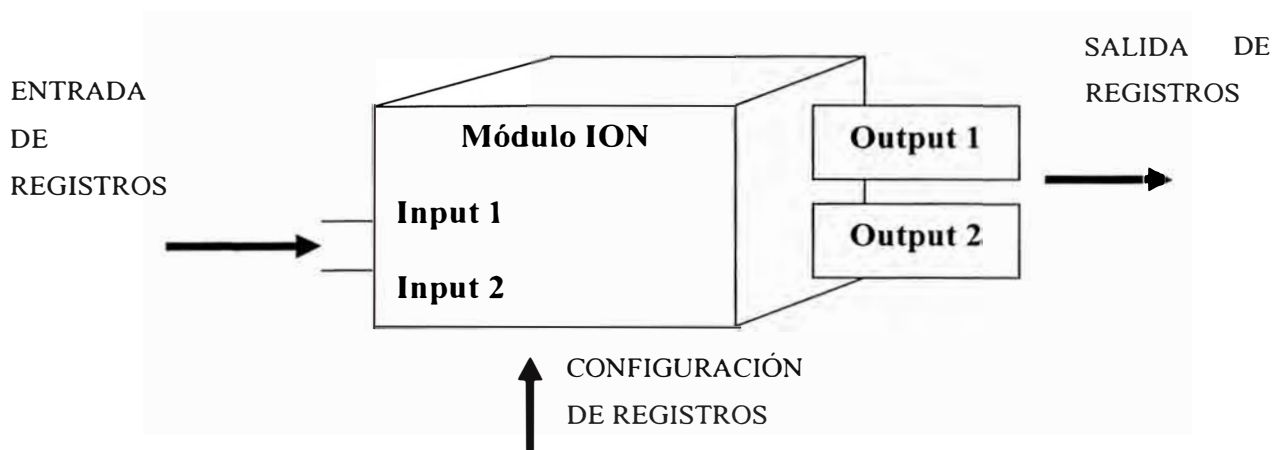 ENTRADA
DE
REGISTROS
Módulo ION
Input 1
Input 2
Output 1
Output 2
SALIDA DE
REGISTROS
CONFIGURACIÓN
DE REGISTROS